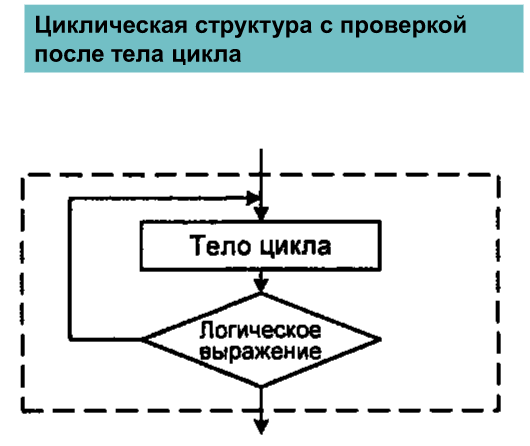 Циклическая структура с проверкой
после тела цикла
Тело цикла
Логическое
выражение